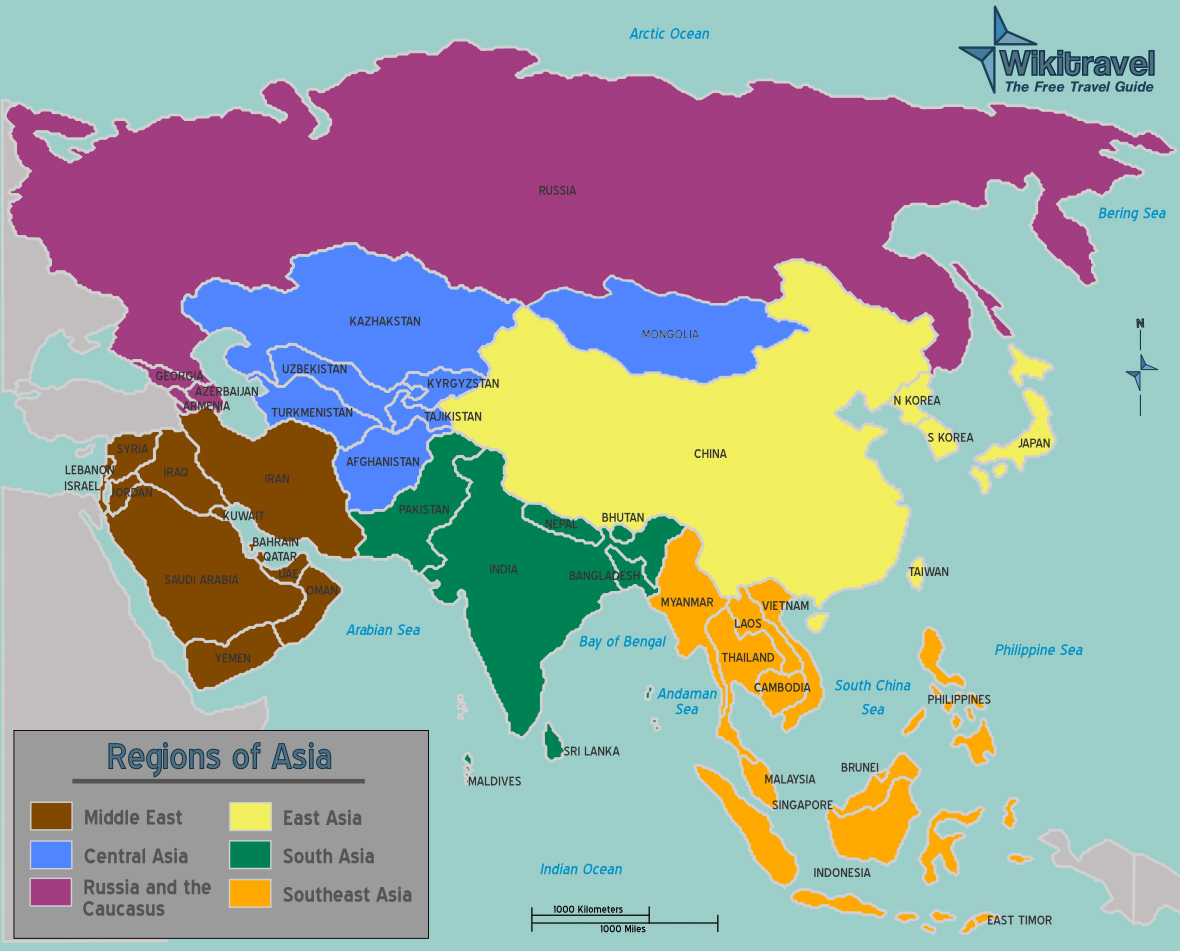 Arctic Ocean
Wikitravel
The Free Travel Guide
RUSSIA
Bering Sea
KAZHAKSTAN
MONGOLIA
N
UZBEKISTAN
GEORGIA
KYRGYZSTAN
AZERBAIJAN
ARMENIA
N KOREA
TURKMENISTAN
TAJIKISTAN
S KOREA
JAPAN
SYRIA
CHINA
AFGHANISTAN
LEBANON
IRAQ
IRAN
ISRAEL
JORDAN
PAKISTAN
KUWAIT
NEPAL
BHUTAN
BAHRAIN
QATAR
INDIA
BANGLADESH
UAE
TAIWAN
SAUDI ARABIA
OMAN
MYANMAR
VIETNAM
LAOS
Arabian Sea
Bay of Bengal
Philippine Sea
YEMEN
THAILAND
CAMBODIA
South China
Sea
Andaman
Sea
PHILIPPINES
SRI LANKA
BRUNEI
MALDIVES
MALAYSIA
SINGAPORE
Indian Ocean
INDONESIA
EAST TIMOR
1000 Kilometers
1000 Miles
Regions of Asia
Middle East
Central Asia
Russia and the
Caucasus
East Asia
South Asia
Southeast Asia